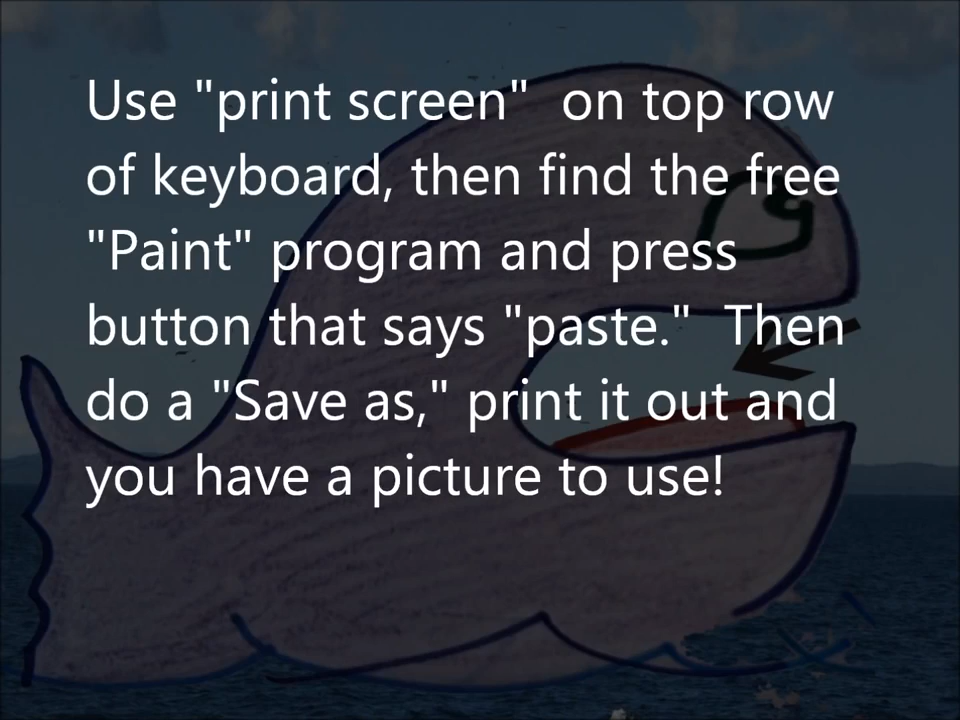 Use "print screen"  on top row
of keyboard, then find the free
"Paint" program and press
button that says "paste."  Then
do a "Save as," print it out and
you have a picture to use!